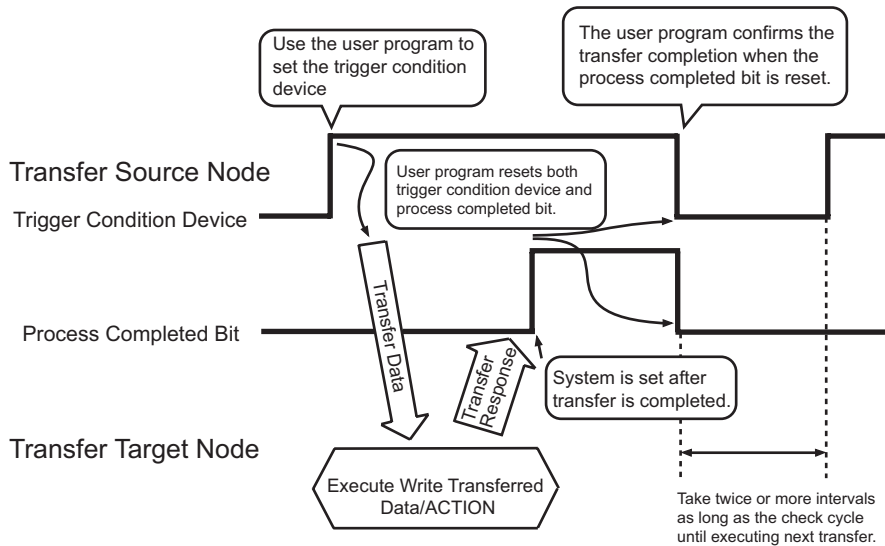 Use the user program to
set the trigger condition
device
The user program confirms the
transfer completion when the
process completed bit is reset.
Transfer Source Node
User program resets both
trigger condition device and
process completed bit.
Trigger Condition Device
Transfer Data
Process Completed Bit
Transfer
Response
System is set after
transfer is completed.
Transfer Target Node
Execute Write Transferred
Data/ACTION
Take twice or more intervals
as long as the check cycle
until executing next transfer.